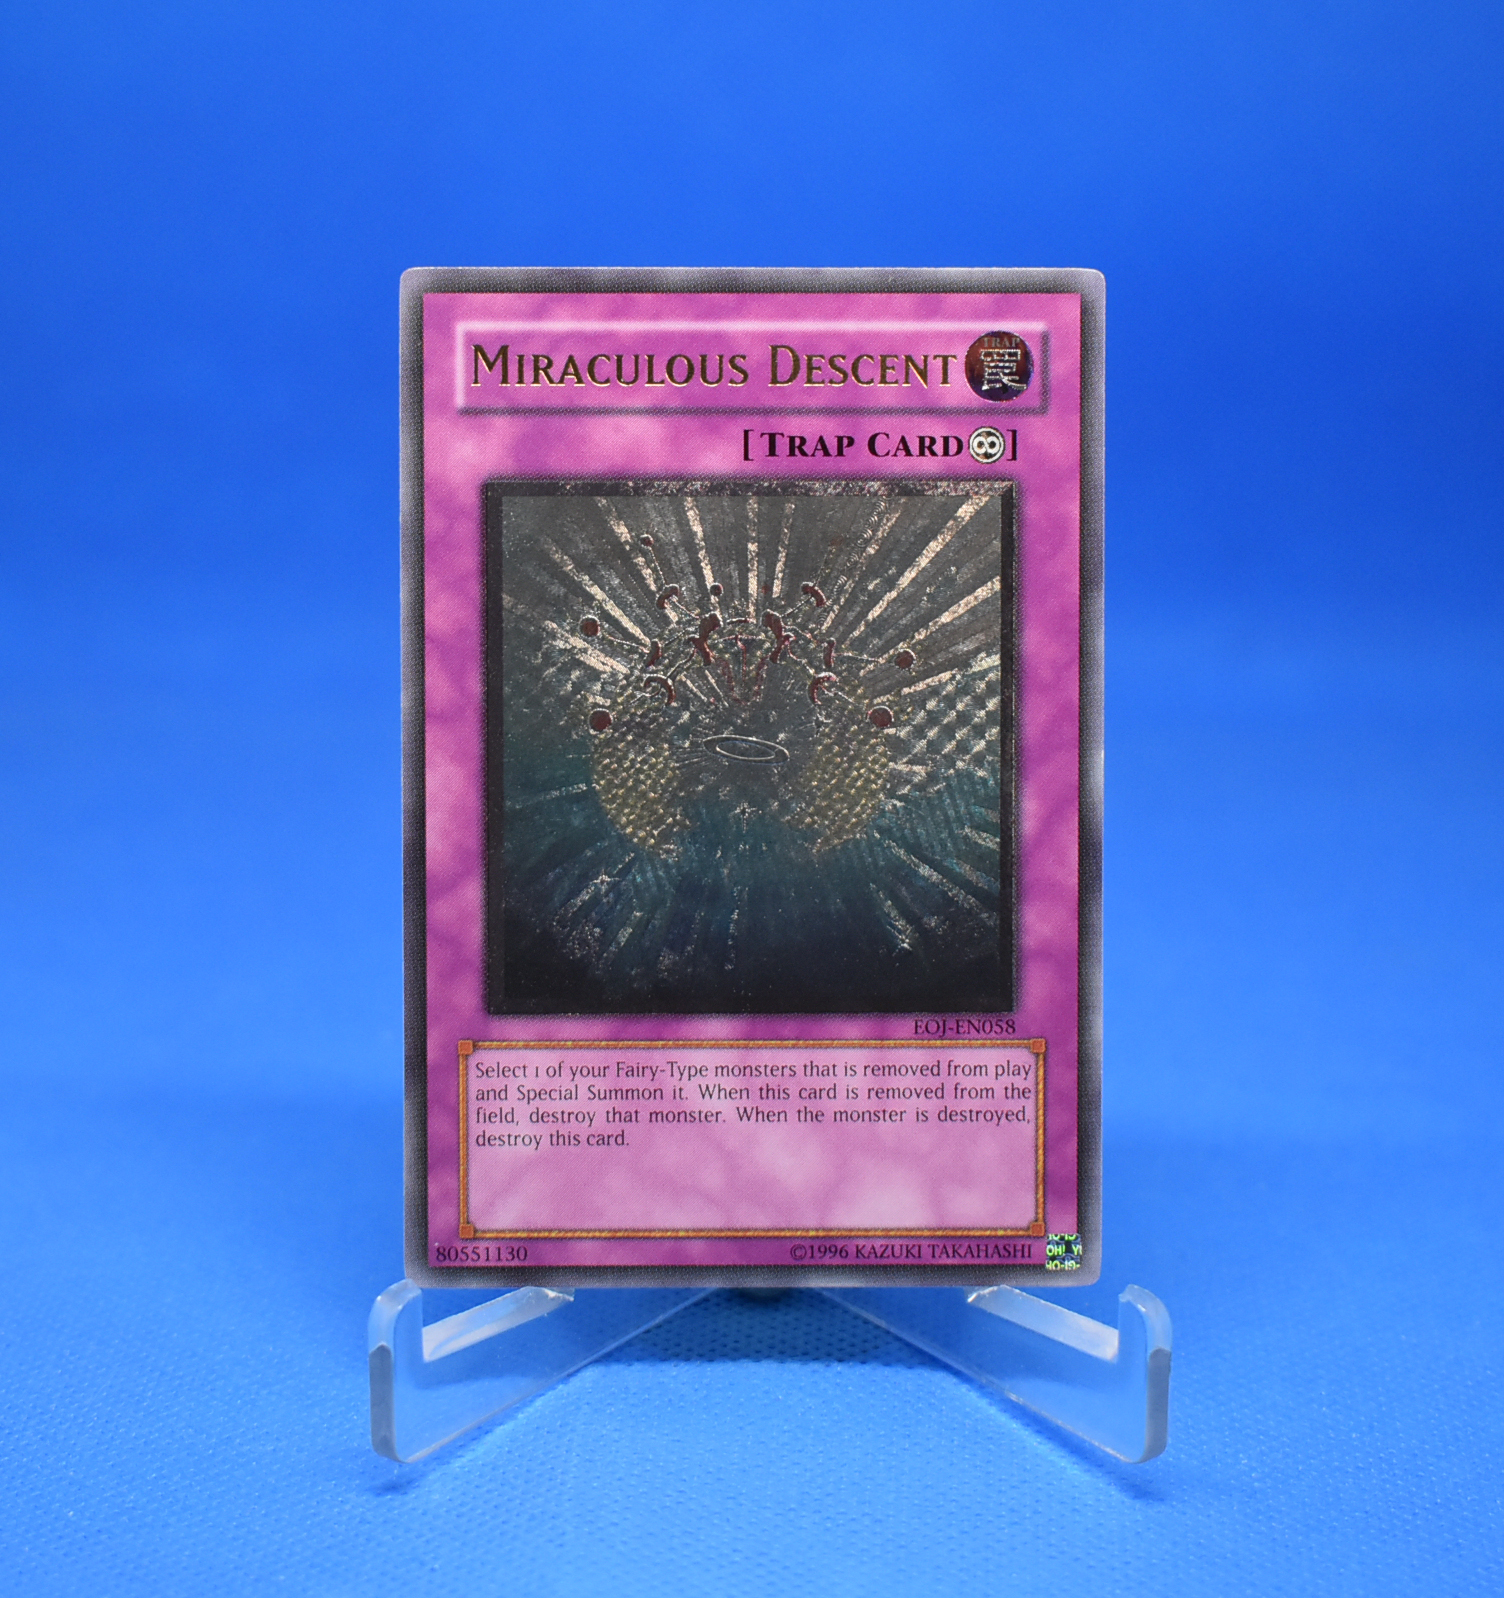 MIRACULOUS DESCENT
TRAP
罠
[TRAP CARD∞]
EOJ-EN058
Select 1 of your Fairy-Type monsters that is removed from play
and Special Summon it. When this card is removed from the
field, destroy that monster. When the monster is destroyed,
destroy this card.
80551130
©1996 KAZUKI TAKAHASHI